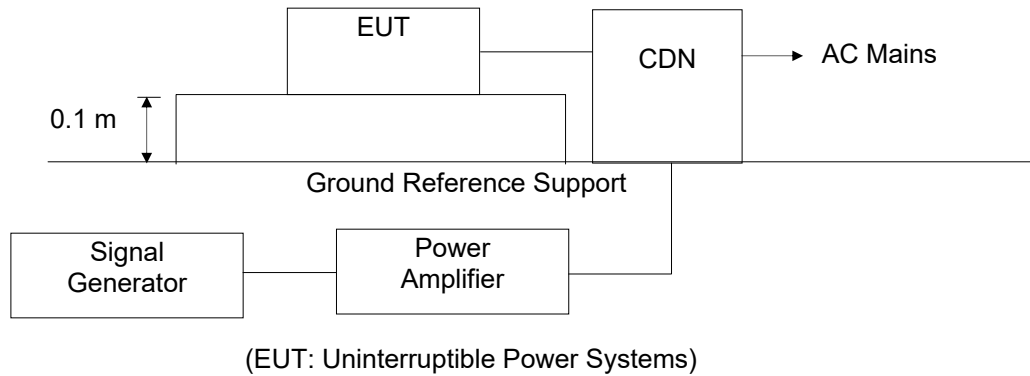 EUT
CDN
AC Mains
0.1 m
Ground Reference Support
Signal
Generator
Power
Amplifier
(EUT: Uninterruptible Power Systems)